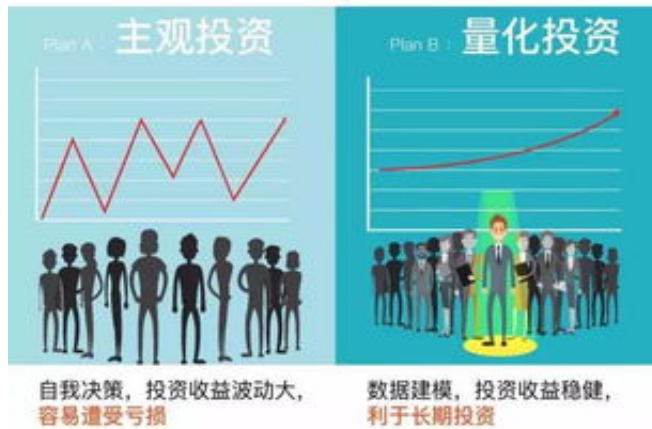 Plan A：主观投资
Plan B：量化投资
自我决策，投资收益波动大，
容易遭受亏损
数据建模，投资收益稳健，
利于长期投资